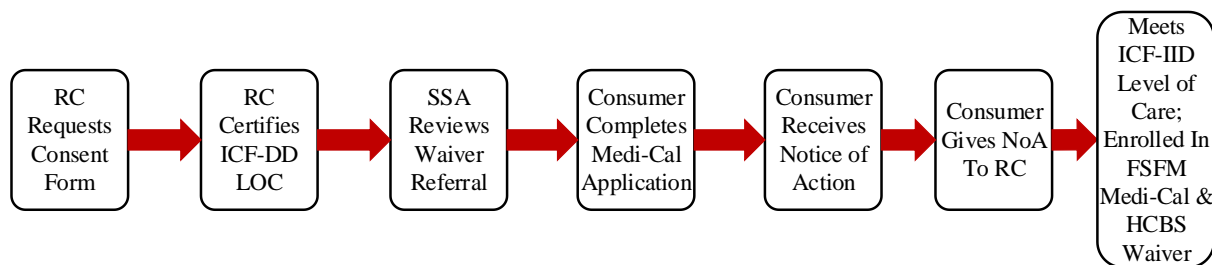 RC
Requests
Consent
Form
RC
Certifies
ICF-DD
LOC
SSA
Reviews
Waiver
Referral
Consumer
Completes
Medi-Cal
Application
Consumer
Receives
Notice of
Action
Consumer
Gives NoA
To RC
Meets
ICF-IID
Level of
Care;
Enrolled In
FSFM
Medi-Cal &
HCBS
Waiver